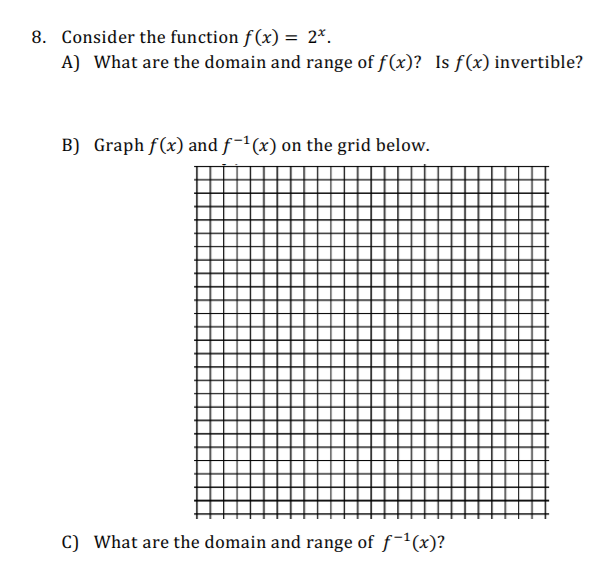 8. Consider the function f(x) = 2ˣ.
A) What are the domain and range of f(x)? Is f(x) invertible?
B) Graph f(x) and f⁻¹(x) on the grid below.
C) What are the domain and range of f⁻¹(x)?